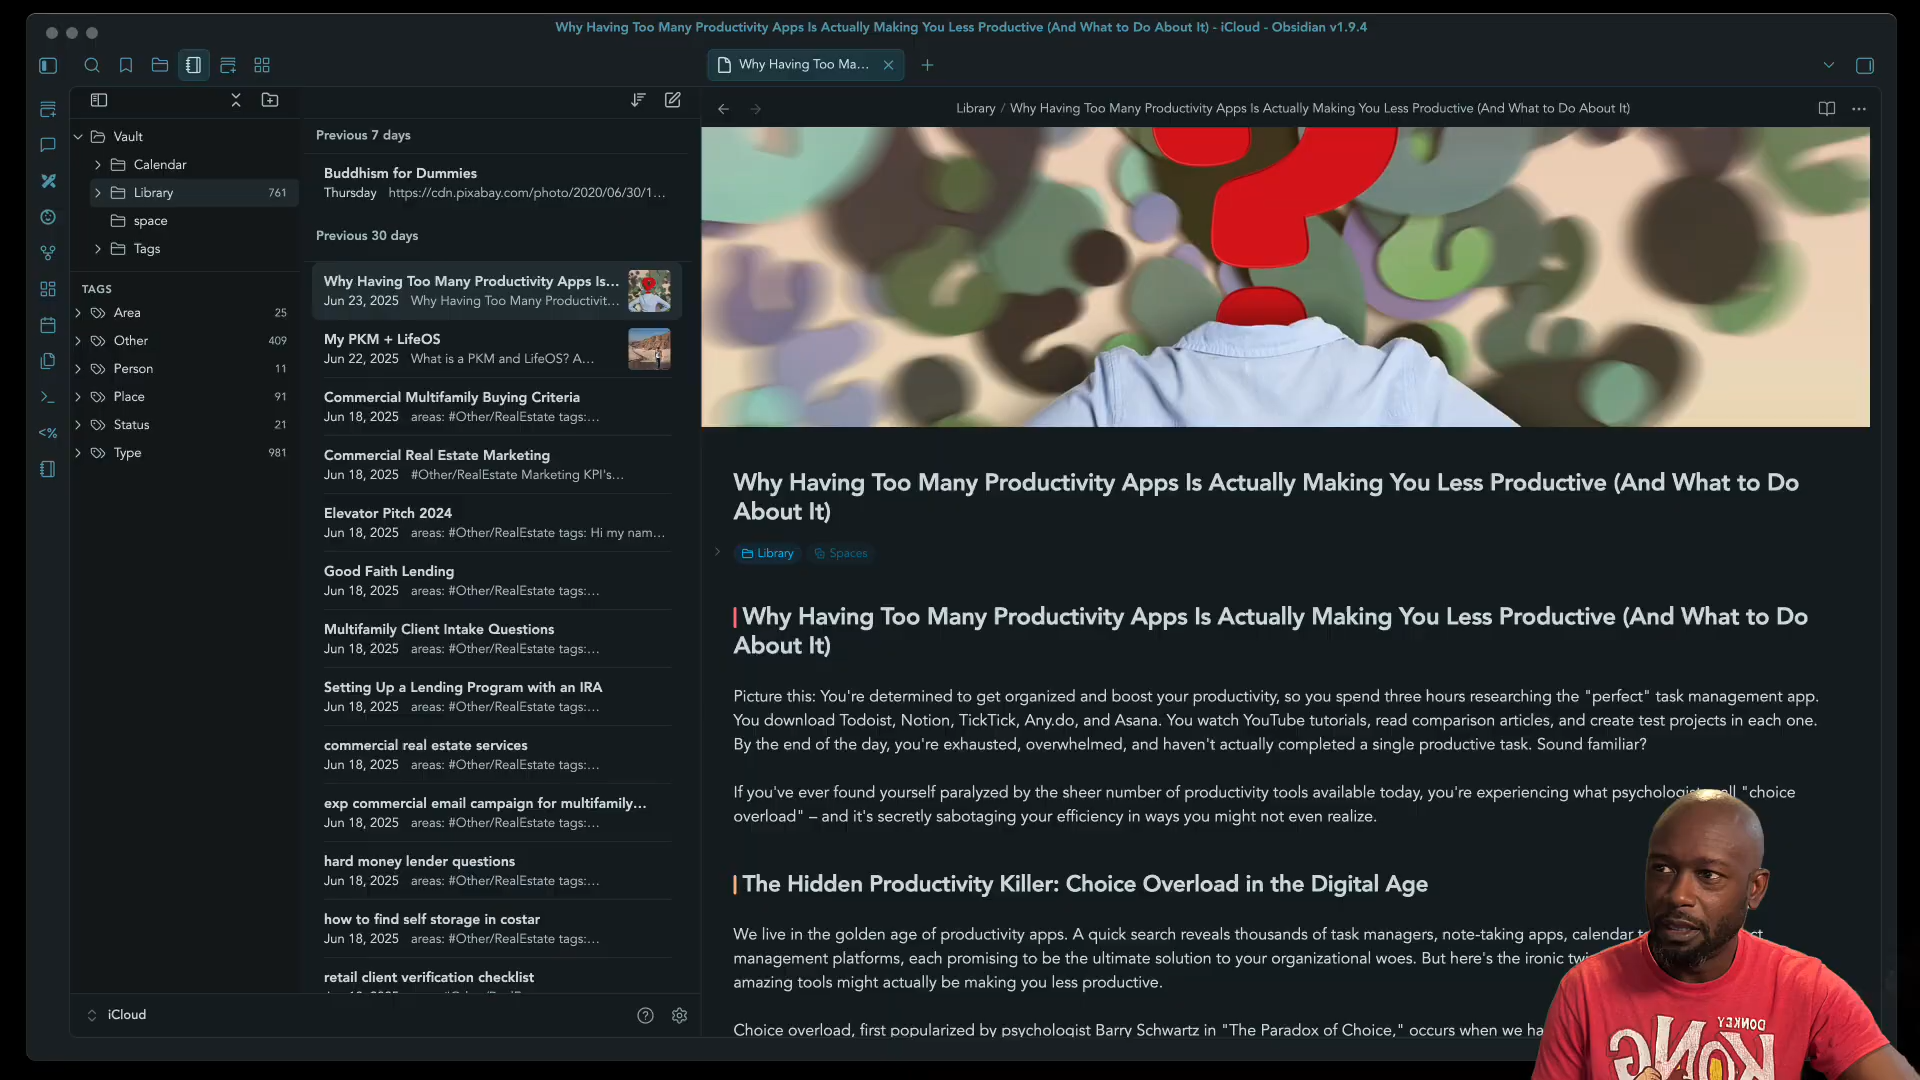 Why Having Too Many Productivity Apps Is Actually Making You Less Productive (And What to Do About It) - iCloud - Obsidian v1.9.4
Why Having Too Ma...
Library / Why Having Too Many Productivity Apps Is Actually Making You Less Productive (And What to Do About It)
Vault
Calendar
Library 761
space
Tags
TAGS
Area 25
Other 409
Person 11
Place 91
Status 21
Type 981
iCloud
Previous 7 days
Buddhism for Dummies
Thursday https://cdn.pixabay.com/photo/2020/06/30/1...
Previous 30 days
Why Having Too Many Productivity Apps Is...
Jun 23, 2025 Why Having Too Many Productivit...
My PKM + LifeOS
Jun 22, 2025 What is a PKM and LifeOS? A...
Commercial Multifamily Buying Criteria
Jun 18, 2025 areas: #Other/RealEstate tags:...
Commercial Real Estate Marketing
Jun 18, 2025 #Other/RealEstate Marketing KPI's...
Elevator Pitch 2024
Jun 18, 2025 areas: #Other/RealEstate tags: Hi my nam...
Good Faith Lending
Jun 18, 2025 areas: #Other/RealEstate tags:...
Multifamily Client Intake Questions
Jun 18, 2025 areas: #Other/RealEstate tags:...
Setting Up a Lending Program with an IRA
Jun 18, 2025 areas: #Other/RealEstate tags:...
commercial real estate services
Jun 18, 2025 areas: #Other/RealEstate tags:...
exp commercial email campaign for multifamily...
Jun 18, 2025 areas: #Other/RealEstate tags:...
hard money lender questions
Jun 18, 2025 areas: #Other/RealEstate tags:...
how to find self storage in costar
Jun 18, 2025 areas: #Other/RealEstate tags:...
retail client verification checklist
Why Having Too Many Productivity Apps Is Actually Making You Less Productive (And What to Do
About It)
Library Spaces
Why Having Too Many Productivity Apps Is Actually Making You Less Productive (And What to Do
About It)
Picture this: You're determined to get organized and boost your productivity, so you spend three hours researching the "perfect" task management app.
You download Todoist, Notion, TickTick, Any.do, and Asana. You watch YouTube tutorials, read comparison articles, and create test projects in each one.
By the end of the day, you're exhausted, overwhelmed, and haven't actually completed a single productive task. Sound familiar?
If you've ever found yourself paralyzed by the sheer number of productivity tools available today, you're experiencing what "choice
overload" – and it's secretly sabotaging your efficiency in ways you might not even realize.
The Hidden Productivity Killer: Choice Overload in the Digital Age
We live in the golden age of productivity apps. A quick search reveals thousands of task managers, note-taking apps, calendar
management platforms, each promising to be the ultimate solution to your organizational woes. But here's the ironic
amazing tools might actually be making you less productive.
Choice overload, first popularized by psychologist Barry Schwartz in "The Paradox of Choice," occurs when we
DONKEY
KONG